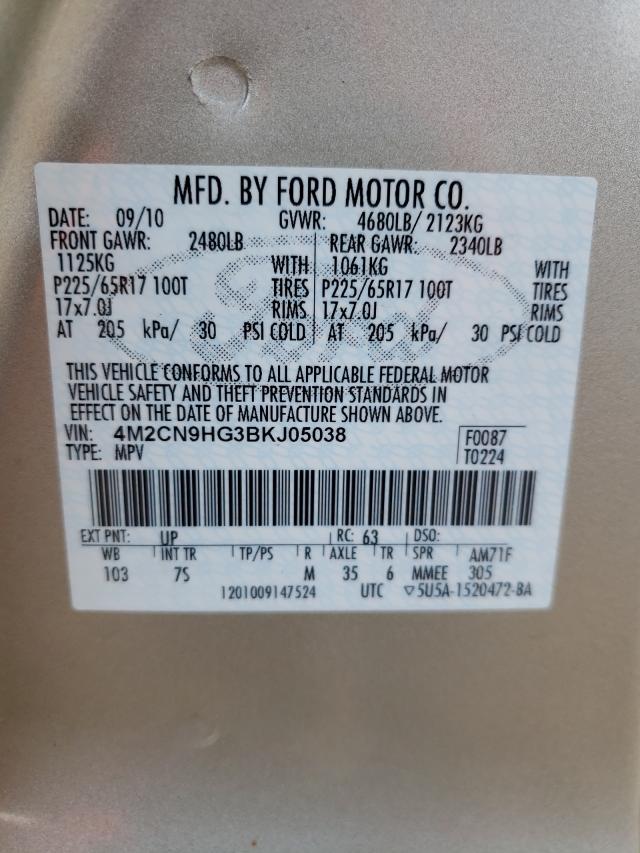 MFD. BY FORD MOTOR CO.
DATE: 09/10 GVWR: 4680LB/ 2123KG
FRONT GAWR: 2480LB REAR GAWR: 2340LB
1125KG WITH 1061KG WITH
P225/65R17 100T TIRES P225/65R17 100T TIRES
17x7.0J RIMS 17x7.0J RIMS
AT 205 kPa/ 30 PSI COLD AT 205 kPa/ 30 PSI COLD
Ford
THIS VEHICLE CONFORMS TO ALL APPLICABLE FEDERAL MOTOR
VEHICLE SAFETY AND THEFT PREVENTION STANDARDS IN
EFFECT ON THE DATE OF MANUFACTURE SHOWN ABOVE.
VIN: 4M2CN9HG3BKJ05038 F0087
TYPE: MPV T0224
EXT PNT: UP RC: 63 DSO:
WB INT TR TP/PS R AXLE TR SPR AM71F
103 7S M 35 6 MMEE 305
1201009147524 UTC ▽5U5A-1520472-BA